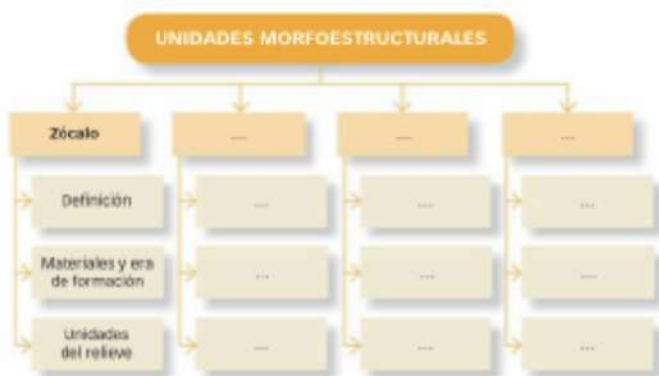 UNIDADES MORFOESTRUCTURALES
Zócalo
....
....
...
Definición
....
....
...
Materiales y era
de formación
...
....
....
Unidades
del relieve
....
....
...